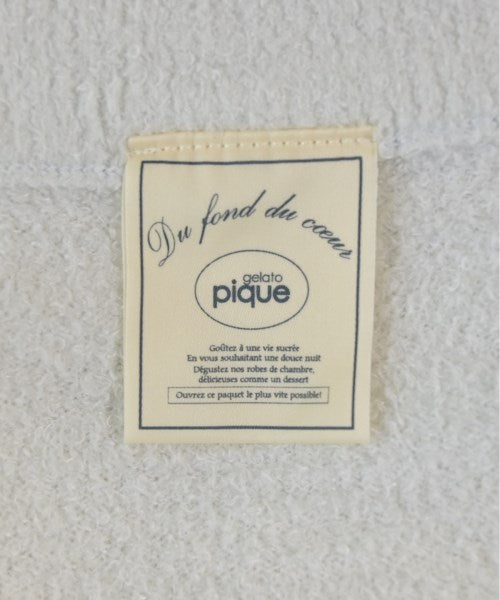 Du fond du cœur
gelato
pique
Goûtez à une vie sucrée
En vous souhaitant une douce nuit
Dégustez nos robes de chambre,
délicieuses comme un dessert
Ouvrez ce paquet le plus vite possible!